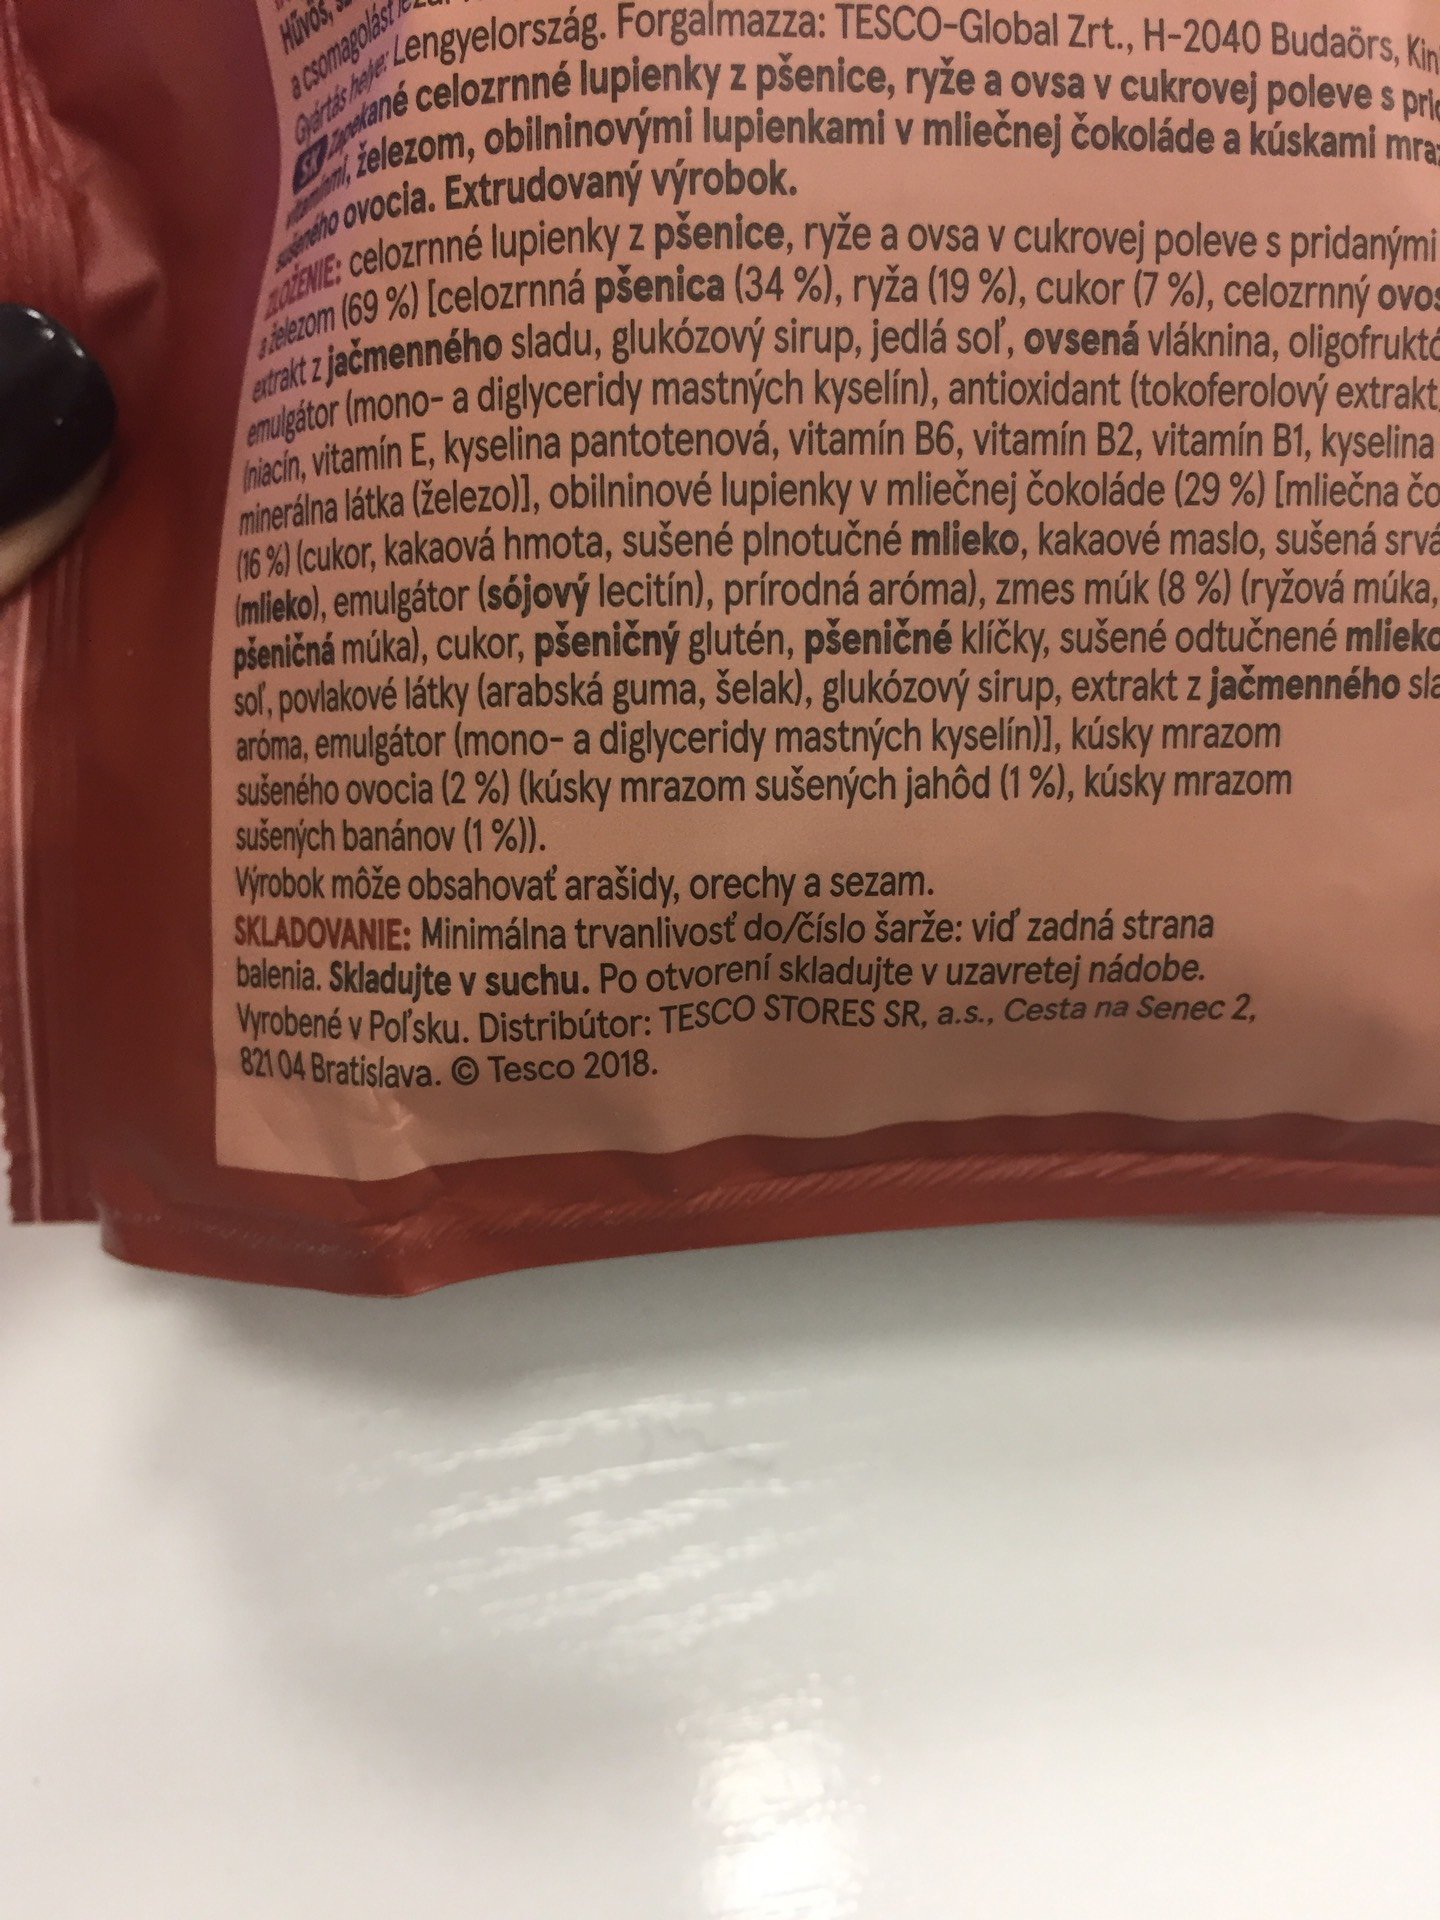 Hűvös,
a csomagolást
Gyártás helye: Lengyelország. Forgalmazza: TESCO-Global Zrt., H-2040 Budaörs,
SK Zapekané celozrnné lupienky z pšenice, ryže a ovsa v cukrovej poleve s
vitamínmi, železom, obilninovými lupienkami v mliečnej čokoláde a kúskami
sušeného ovocia. Extrudovaný výrobok.
ZLOŽENIE: celozrnné lupienky z pšenice, ryže a ovsa v cukrovej poleve s pridanými
a železom (69 %) [celozrnná pšenica (34 %), ryža (19 %), cukor (7 %), celozrnný
extrakt z jačmenného sladu, glukózový sirup, jedlá soľ, ovsená vláknina,
emulgátor (mono- a diglyceridy mastných kyselín), antioxidant (tokoferolový extrakt
(niacín, vitamín E, kyselina pantotenová, vitamín B6, vitamín B2, vitamín B1, kyselina
minerálna látka (železo)], obilninové lupienky v mliečnej čokoláde (29 %) [mliečna
(16 %) (cukor, kakaová hmota, sušené plnotučné mlieko, kakaové maslo, sušená
(mlieko), emulgátor (sójový lecitín), prírodná aróma), zmes múk (8 %) (ryžová múka,
pšeničná múka), cukor, pšeničný glutén, pšeničné klíčky, sušené odtučnené mlieko
soľ, povlakové látky (arabská guma, šelak), glukózový sirup, extrakt z jačmenného
aróma, emulgátor (mono- a diglyceridy mastných kyselín)], kúsky mrazom
sušeného ovocia (2 %) (kúsky mrazom sušených jahôd (1 %), kúsky mrazom
sušených banánov (1 %)).
Výrobok môže obsahovať arašidy, orechy a sezam.
SKLADOVANIE: Minimálna trvanlivosť do/číslo šarže: viď zadná strana
balenia. Skladujte v suchu. Po otvorení skladujte v uzavretej nádobe.
Vyrobené v Poľsku. Distribútor: TESCO STORES SR, a.s., Cesta na Senec 2,
821 04 Bratislava. © Tesco 2018.